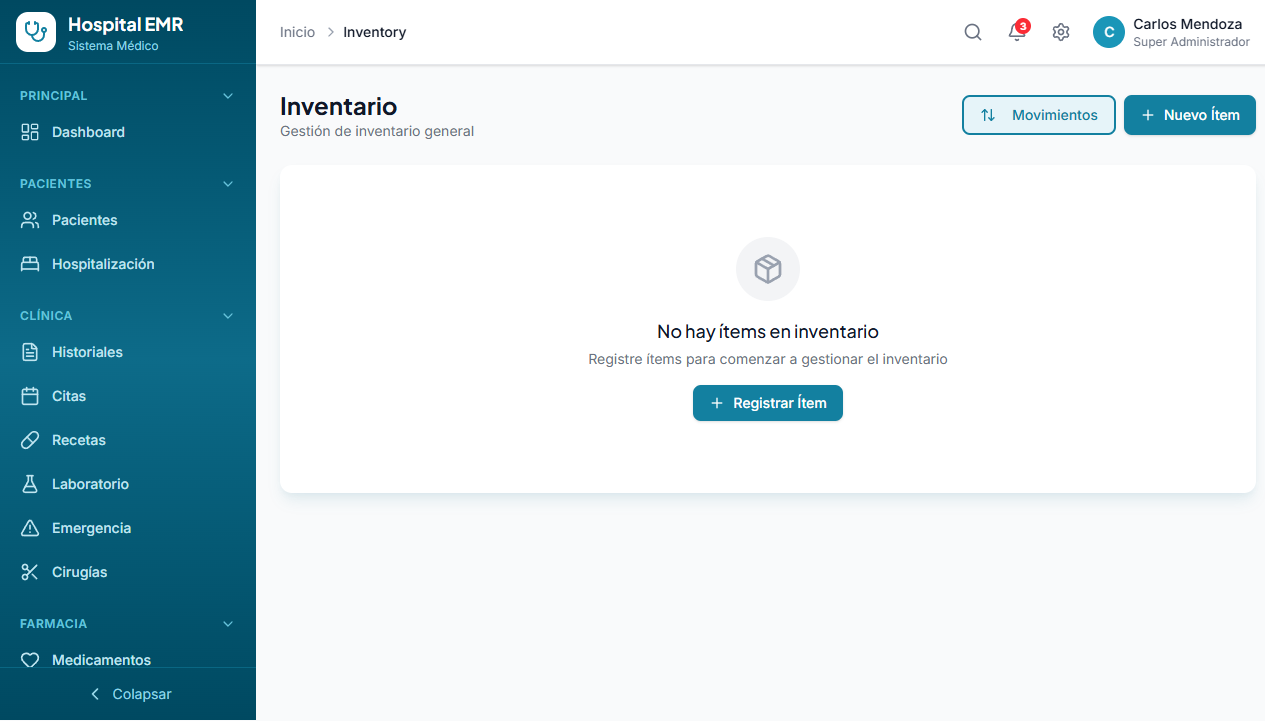 Hospital EMR
Sistema Médico
PRINCIPAL
Dashboard
PACIENTES
Pacientes
Hospitalización
CLÍNICA
Historiales
Citas
Recetas
Laboratorio
Emergencia
Cirugías
FARMACIA
Medicamentos
Colapsar
Inicio > Inventory
3
C
Carlos Mendoza
Super Administrador
Inventario
Gestión de inventario general
Movimientos
+ Nuevo Ítem
No hay ítems en inventario
Registre ítems para comenzar a gestionar el inventario
+ Registrar Ítem